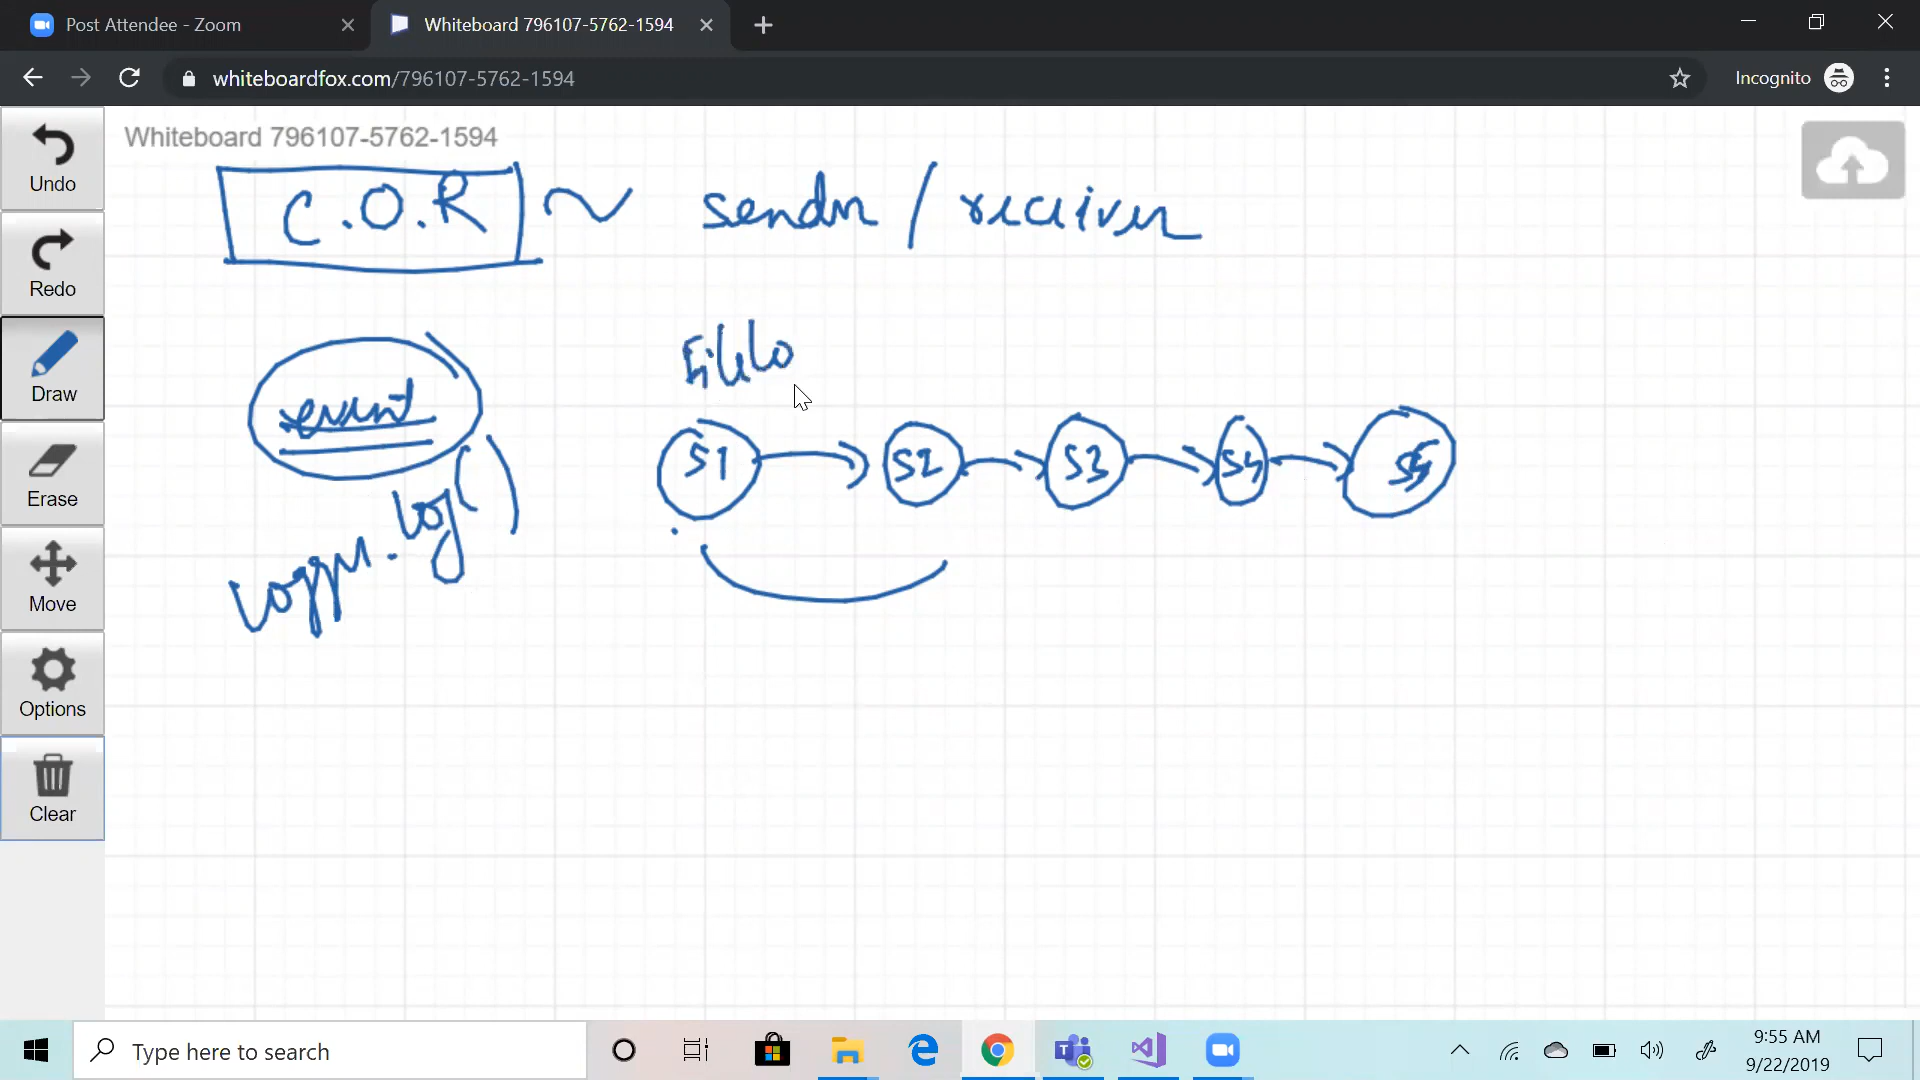 Post Attendee - Zoom
Whiteboard 796107-5762-1594
whiteboardfox.com/796107-5762-1594
Incognito
Undo
Redo
Draw
Erase
Move
Options
Clear
Whiteboard 796107-5762-1594
C.O.R ~ sender / receiver
event
Logger.log( )
FileLo
S1 S2 S3 S4 S5
Type here to search
9:55 AM
9/22/2019